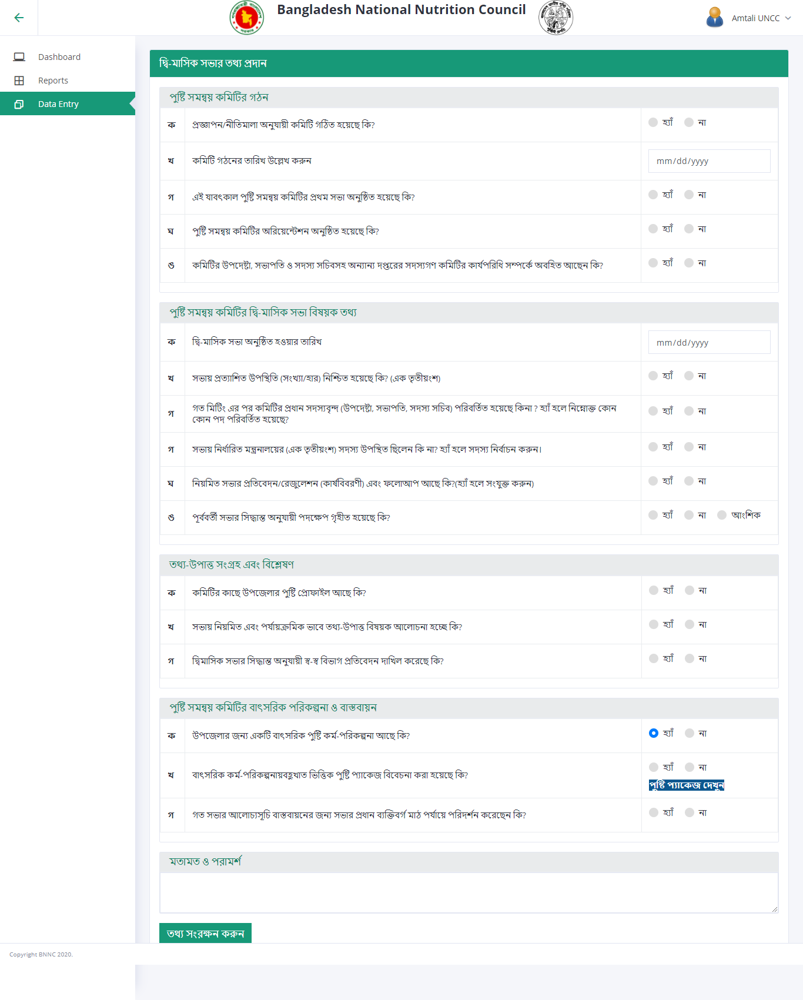 Bangladesh National Nutrition Council
Amtali UNCC
Dashboard
Reports
Data Entry
দ্বি-মাসিক সভার তথ্য প্রদান
পুষ্টি সমন্বয় কমিটির গঠন
ক প্রজ্ঞাপন/নীতিমালা অনুযায়ী কমিটি গঠিত হয়েছে কি? হ্যাঁ না
খ কমিটি গঠনের তারিখ উল্লেখ করুন mm/dd/yyyy
গ এই যাবৎকাল পুষ্টি সমন্বয় কমিটির প্রথম সভা অনুষ্ঠিত হয়েছে কি? হ্যাঁ না
ঘ পুষ্টি সমন্বয় কমিটির অরিয়েন্টেশন অনুষ্ঠিত হয়েছে কি? হ্যাঁ না
ঙ কমিটির উপদেষ্টা, সভাপতি ও সদস্য সচিবসহ অন্যান্য দপ্তরের সদস্যগণ কমিটির কার্যপরিধি সম্পর্কে অবহিত আছেন কি? হ্যাঁ না
পুষ্টি সমন্বয় কমিটির দ্বি-মাসিক সভা বিষয়ক তথ্য
ক দ্বি-মাসিক সভা অনুষ্ঠিত হওয়ার তারিখ mm/dd/yyyy
খ সভায় প্রত্যাশিত উপস্থিতি (সংখ্যা/হার) নিশ্চিত হয়েছে কি? (এক তৃতীয়ংশ) হ্যাঁ না
গ গত মিটিং এর পর কমিটির প্রধান সদস্যবৃন্দ (উপদেষ্টা, সভাপতি, সদস্য সচিব) পরিবর্তিত হয়েছে কিনা ? হ্যাঁ হলে নিম্নোক্ত কোন হ্যাঁ না
কোন পদ পরিবর্তিত হয়েছে?
গ সভায় নির্ধারিত মন্ত্রনালয়ের (এক তৃতীয়ংশ) সদস্য উপস্থিত ছিলেন কি না? হ্যাঁ হলে সদস্য নির্বাচন করুন। হ্যাঁ না
ঘ নিয়মিত সভার প্রতিবেদন/রেজুলেশন (কার্যবিবরণী) এবং ফলোআপ আছে কি?(হ্যাঁ হলে সংযুক্ত করুন) হ্যাঁ না
ঙ পূর্ববর্তী সভার সিদ্ধান্ত অনুযায়ী পদক্ষেপ গৃহীত হয়েছে কি? হ্যাঁ না আংশিক
তথ্য-উপাত্ত সংগ্রহ এবং বিশ্লেষণ
ক কমিটির কাছে উপজেলার পুষ্টি প্রোফাইল আছে কি? হ্যাঁ না
খ সভায় নিয়মিত এবং পর্যায়ক্রমিক ভাবে তথ্য-উপাত্ত বিষয়ক আলোচনা হচ্ছে কি? হ্যাঁ না
গ দ্বিমাসিক সভার সিদ্ধান্ত অনুযায়ী স্ব-স্ব বিভাগ প্রতিবেদন দাখিল করেছে কি? হ্যাঁ না
পুষ্টি সমন্বয় কমিটির বাৎসরিক পরিকল্পনা ও বাস্তবায়ন
ক উপজেলার জন্য একটি বাৎসরিক পুষ্টি কর্ম-পরিকল্পনা আছে কি? হ্যাঁ না
খ বাৎসরিক কর্ম-পরিকল্পনায়বহুখাত ভিত্তিক পুষ্টি প্যাকেজ বিবেচনা করা হয়েছে কি? হ্যাঁ না
পুষ্টি প্যাকেজ দেখুন
গ গত সভার আলোচ্যসূচি বাস্তবায়নের জন্য সভার প্রধান ব্যক্তিবর্গ মাঠ পর্যায়ে পরিদর্শন করেছেন কি? হ্যাঁ না
মতামত ও পরামর্শ
তথ্য সংরক্ষন করুন
Copyright BNNC 2020.